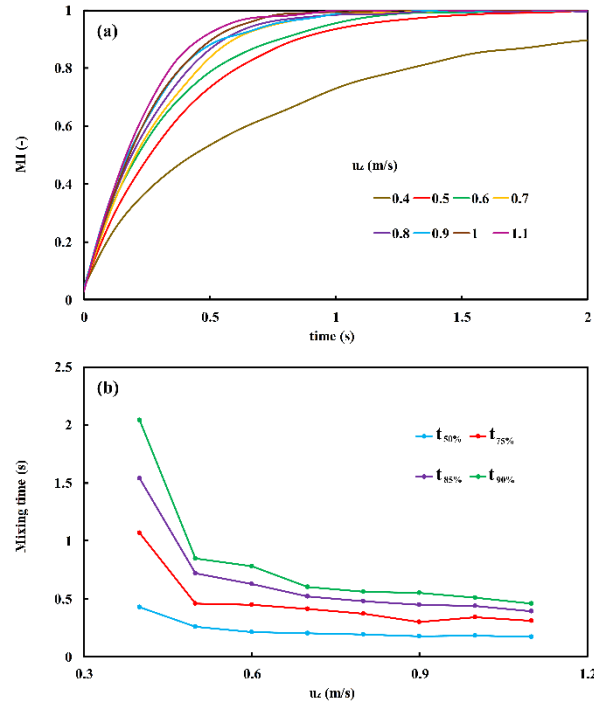 (a)
1
0.8
0.6
0.4
0.2
0
MI (-)
u𝓏 (m/s)
0.4 0.5 0.6 0.7
0.8 0.9 1 1.1
0 0.5 1 1.5 2
time (s)
(b)
2.5
2
1.5
1
0.5
0
Mixing time (s)
t50% t75%
t85% t90%
0.3 0.6 0.9 1.2
u𝓏 (m/s)